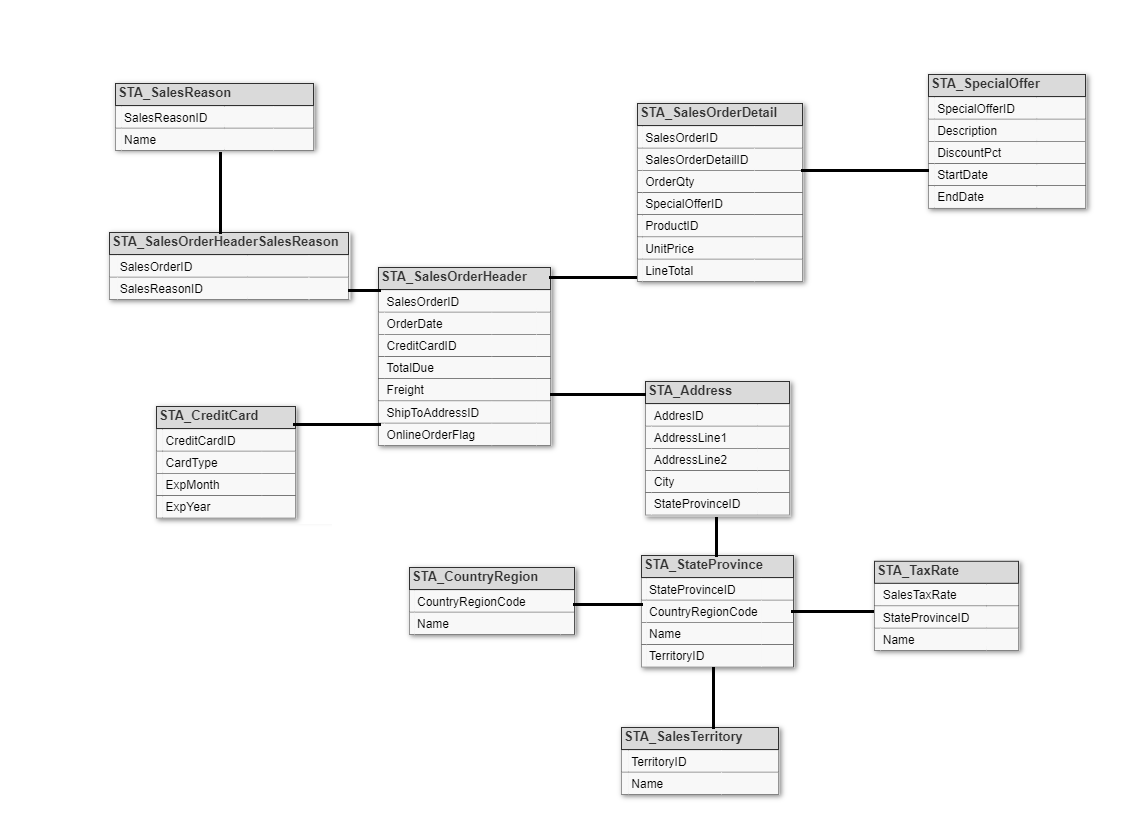 STA_SalesReason
SalesReasonID
Name
STA_SalesOrderHeaderSalesReason
SalesOrderID
SalesReasonID
STA_SalesOrderHeader
SalesOrderID
OrderDate
CreditCardID
TotalDue
Freight
ShipToAddressID
OnlineOrderFlag
STA_CreditCard
CreditCardID
CardType
ExpMonth
ExpYear
STA_SalesOrderDetail
SalesOrderID
SalesOrderDetailID
OrderQty
SpecialOfferID
ProductID
UnitPrice
LineTotal
STA_SpecialOffer
SpecialOfferID
Description
DiscountPct
StartDate
EndDate
STA_Address
AddresID
AddressLine1
AddressLine2
City
StateProvinceID
STA_CountryRegion
CountryRegionCode
Name
STA_StateProvince
StateProvinceID
CountryRegionCode
Name
TerritoryID
STA_TaxRate
SalesTaxRate
StateProvinceID
Name
STA_SalesTerritory
TerritoryID
Name